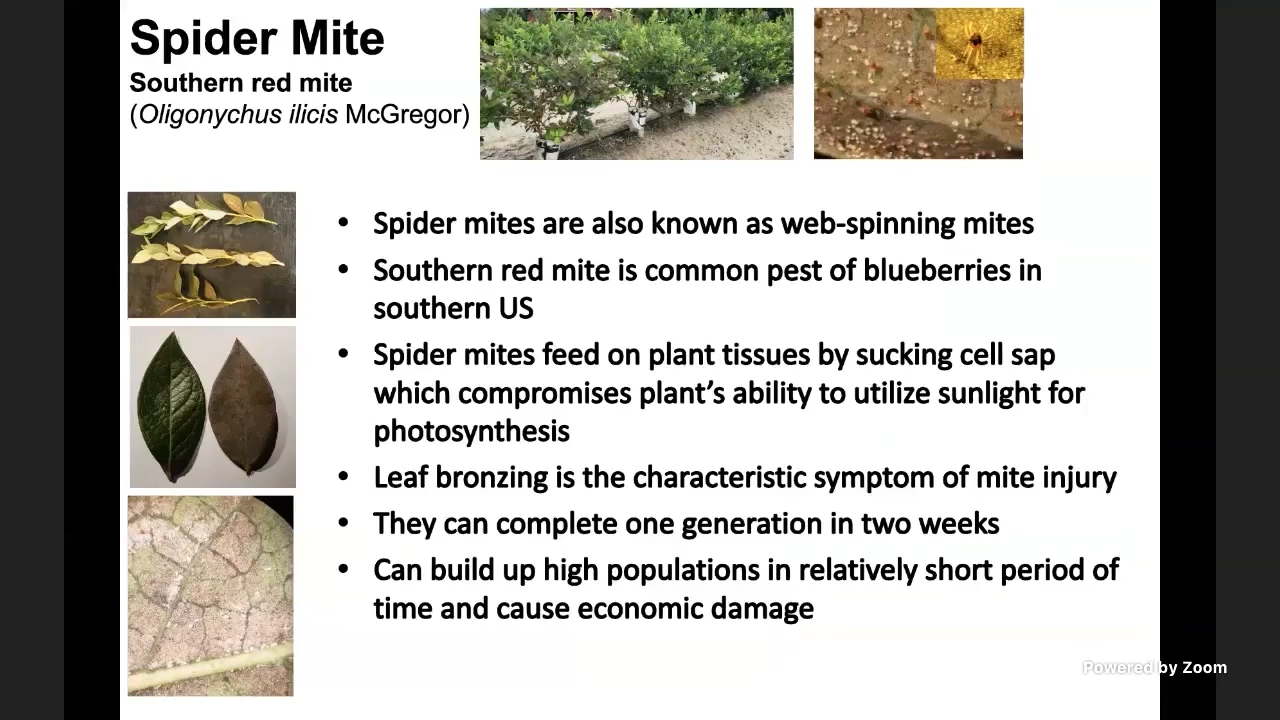 Spider Mite
Southern red mite
(Oligonychus ilicis McGregor)
• Spider mites are also known as web-spinning mites
• Southern red mite is common pest of blueberries in
southern US
• Spider mites feed on plant tissues by sucking cell sap
which compromises plant’s ability to utilize sunlight for
photosynthesis
• Leaf bronzing is the characteristic symptom of mite injury
• They can complete one generation in two weeks
• Can build up high populations in relatively short period of
time and cause economic damage
Powered by Zoom